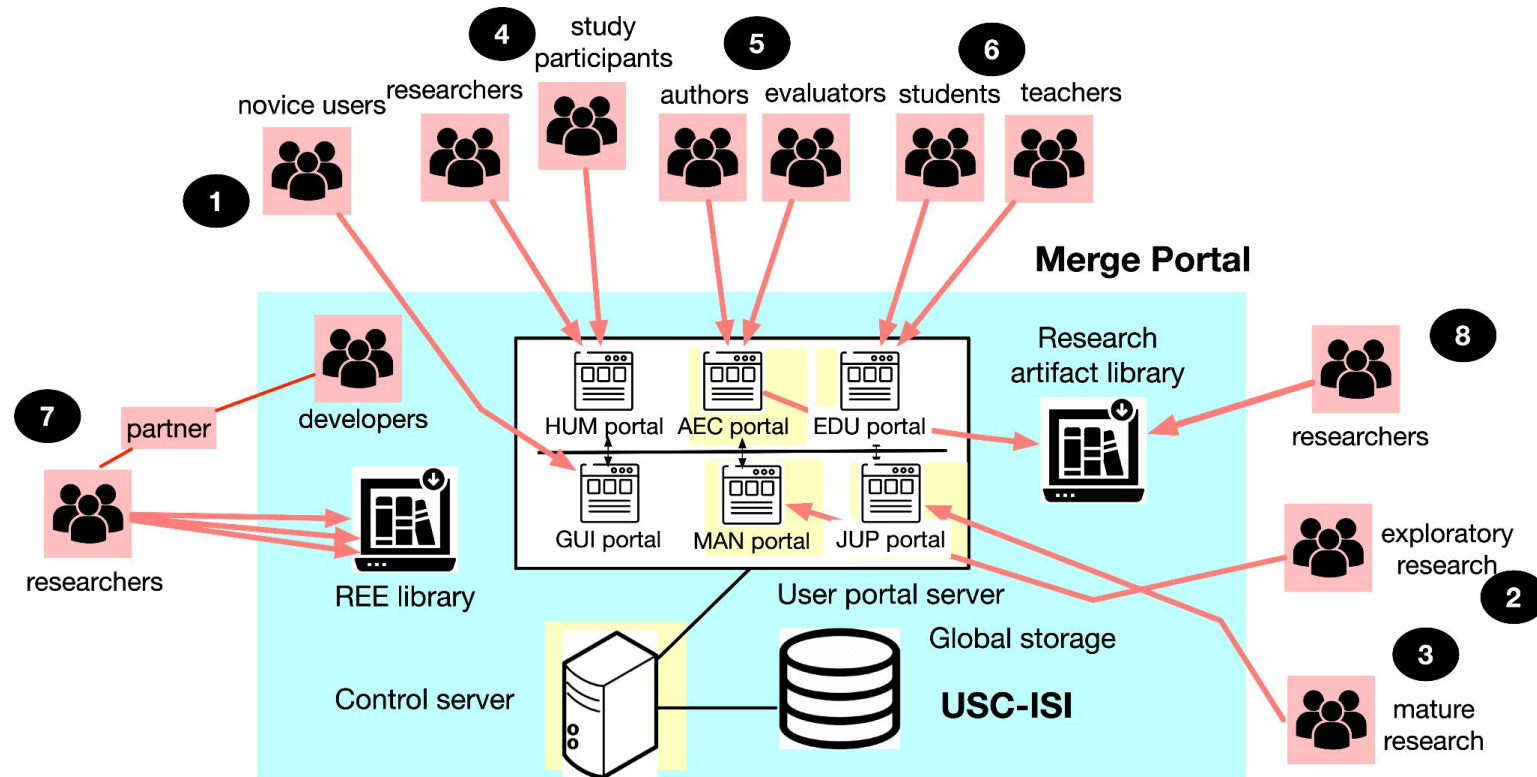 4
study
participants
5
6
novice users
researchers
authors
evaluators
students
teachers
1
Merge Portal
developers
7
partner
researchers
REE library
HUM portal
AEC portal
EDU portal
GUI portal
MAN portal
JUP portal
Research
artifact library
8
researchers
exploratory
research
2
User portal server
Global storage
3
Control server
USC-ISI
mature
research